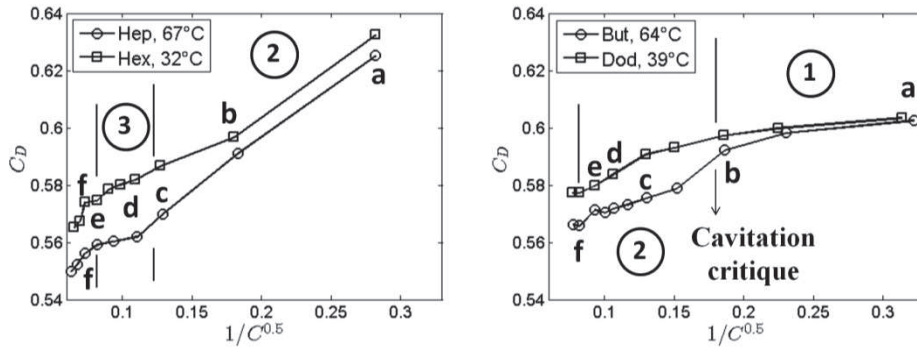 0.64
0.62
0.6
0.58
0.56
0.54
C_D
Hep, 67°C
Hex, 32°C
2
3
a
b
c
d
e
f
f
0.1
0.15
0.2
0.25
0.3
1/C^0.5
0.64
0.62
0.6
0.58
0.56
0.54
C_D
But, 64°C
Dod, 39°C
1
a
b
c
d
e
f
2
Cavitation
critique
0.1
0.15
0.2
0.25
0.3
1/C^0.5